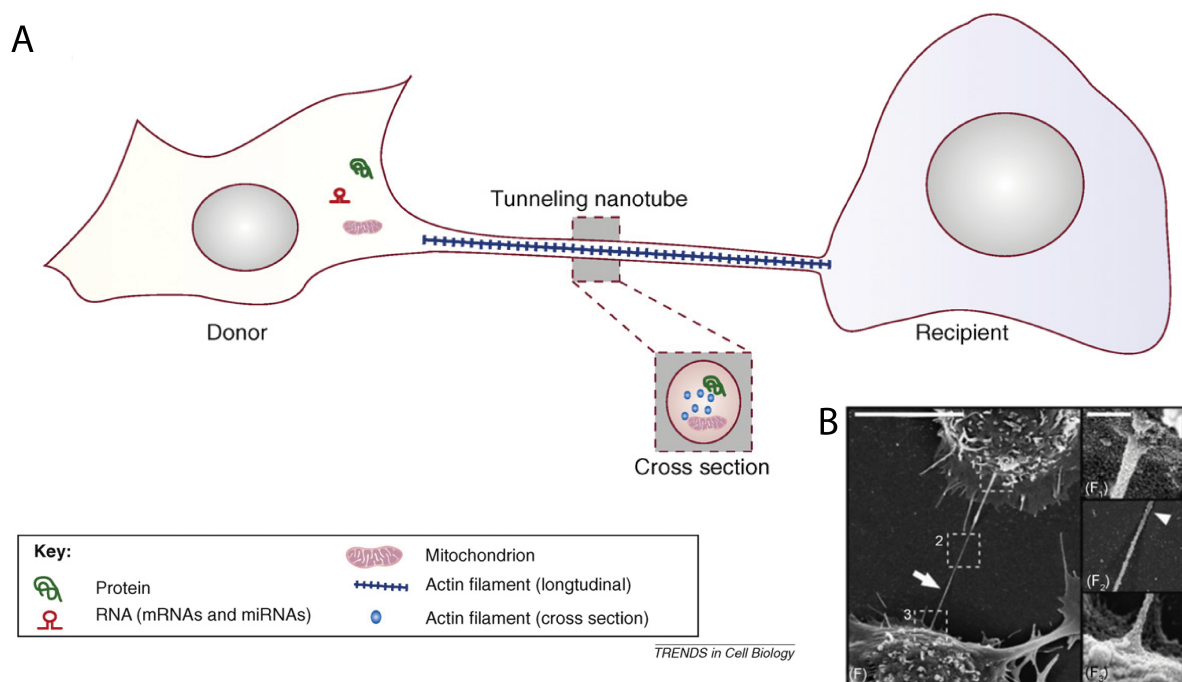 A
Tunneling nanotube
Donor
Recipient
Cross section
Key:
Protein
RNA (mRNAs and miRNAs)
Mitochondrion
Actin filament (longtudinal)
Actin filament (cross section)
TRENDS in Cell Biology
B
2
3
(F)
(F1)
(F2)
(F3)